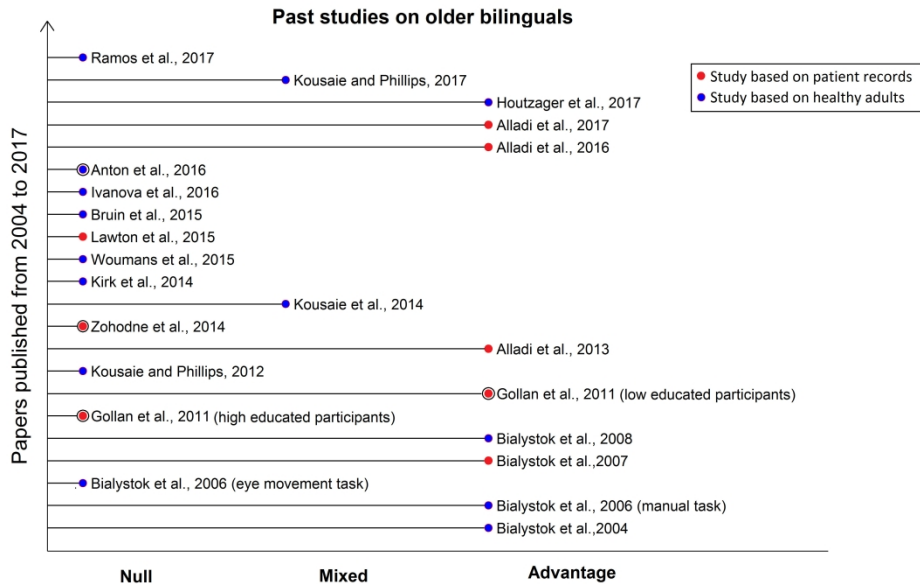 Past studies on older bilinguals
Papers published from 2004 to 2017
Study based on patient records
Study based on healthy adults
Ramos et al., 2017
Kousaie and Phillips, 2017
Houtzager et al., 2017
Alladi et al., 2017
Alladi et al., 2016
Anton et al., 2016
Ivanova et al., 2016
Bruin et al., 2015
Lawton et al., 2015
Woumans et al., 2015
Kirk et al., 2014
Kousaie et al., 2014
Zohodne et al., 2014
Alladi et al., 2013
Kousaie and Phillips, 2012
Gollan et al., 2011 (low educated participants)
Gollan et al., 2011 (high educated participants)
Bialystok et al., 2008
Bialystok et al.,2007
Bialystok et al., 2006 (eye movement task)
Bialystok et al., 2006 (manual task)
Bialystok et al.,2004
Null Mixed Advantage